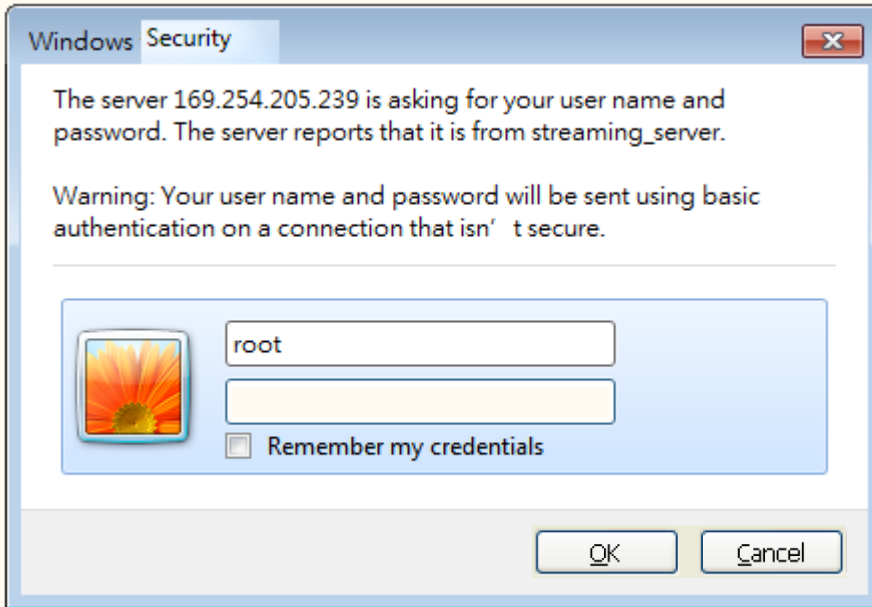 Windows Security
The server 169.254.205.239 is asking for your user name and
password. The server reports that it is from streaming_server.
Warning: Your user name and password will be sent using basic
authentication on a connection that isn’ t secure.
root
Remember my credentials
OK
Cancel